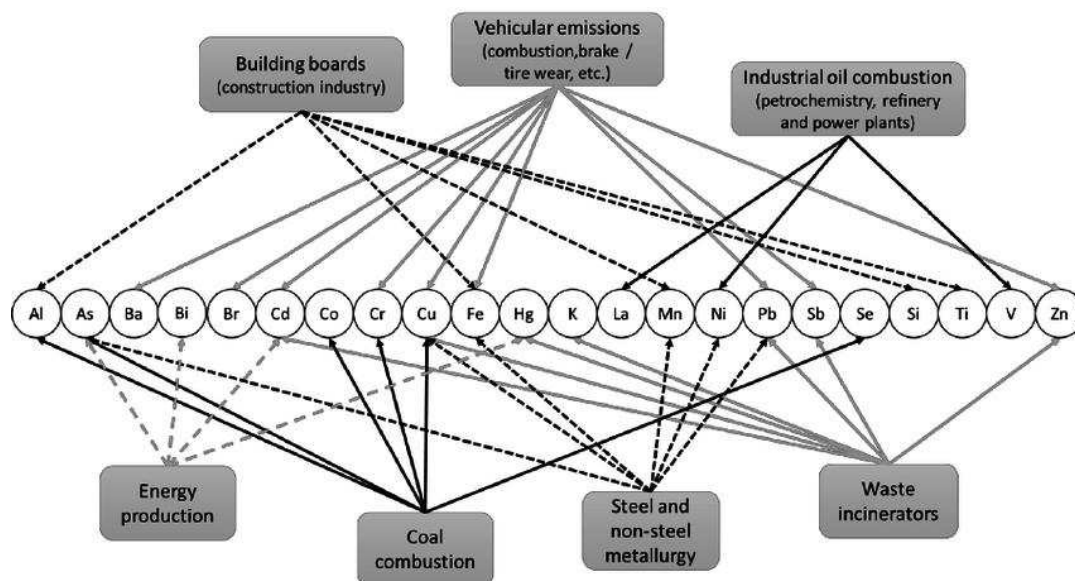 Vehicular emissions
(combustion,brake /
tire wear, etc.)
Building boards
(construction industry)
Industrial oil combustion
(petrochemistry, refinery
and power plants)
Al As Ba Bi Br Cd Co Cr Cu Fe Hg K La Mn Ni Pb Sb Se Si Ti V Zn
Energy
production
Coal
combustion
Steel and
non-steel
metallurgy
Waste
incinerators